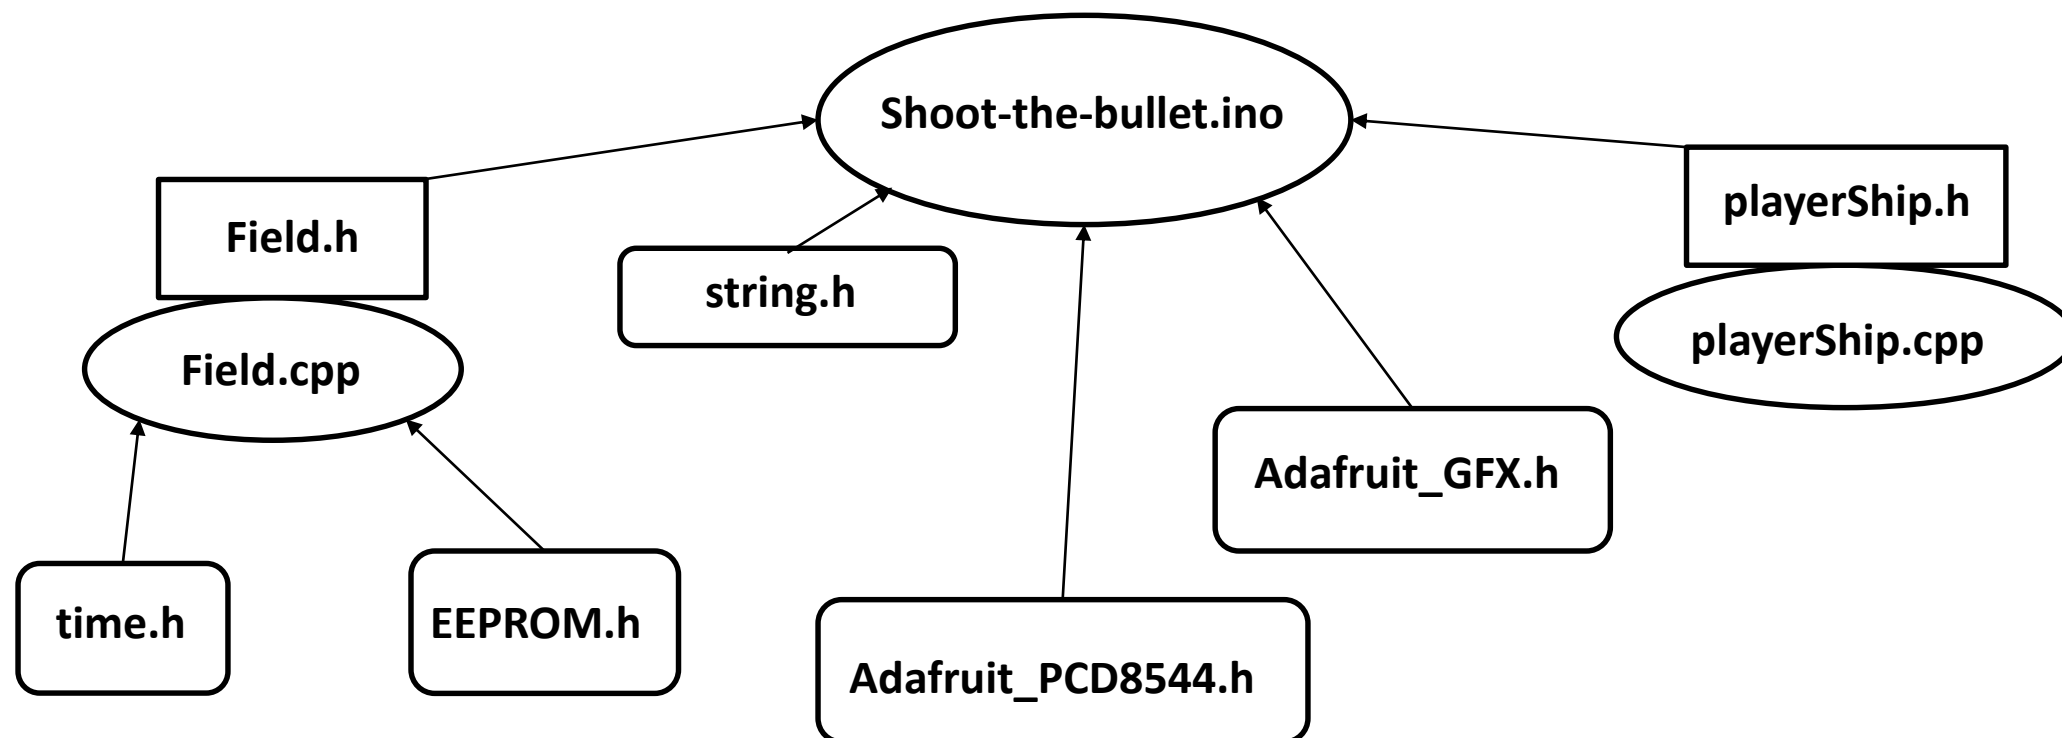 Shoot-the-bullet.ino
Field.h
playerShip.h
string.h
Field.cpp
playerShip.cpp
Adafruit_GFX.h
time.h
EEPROM.h
Adafruit_PCD8544.h